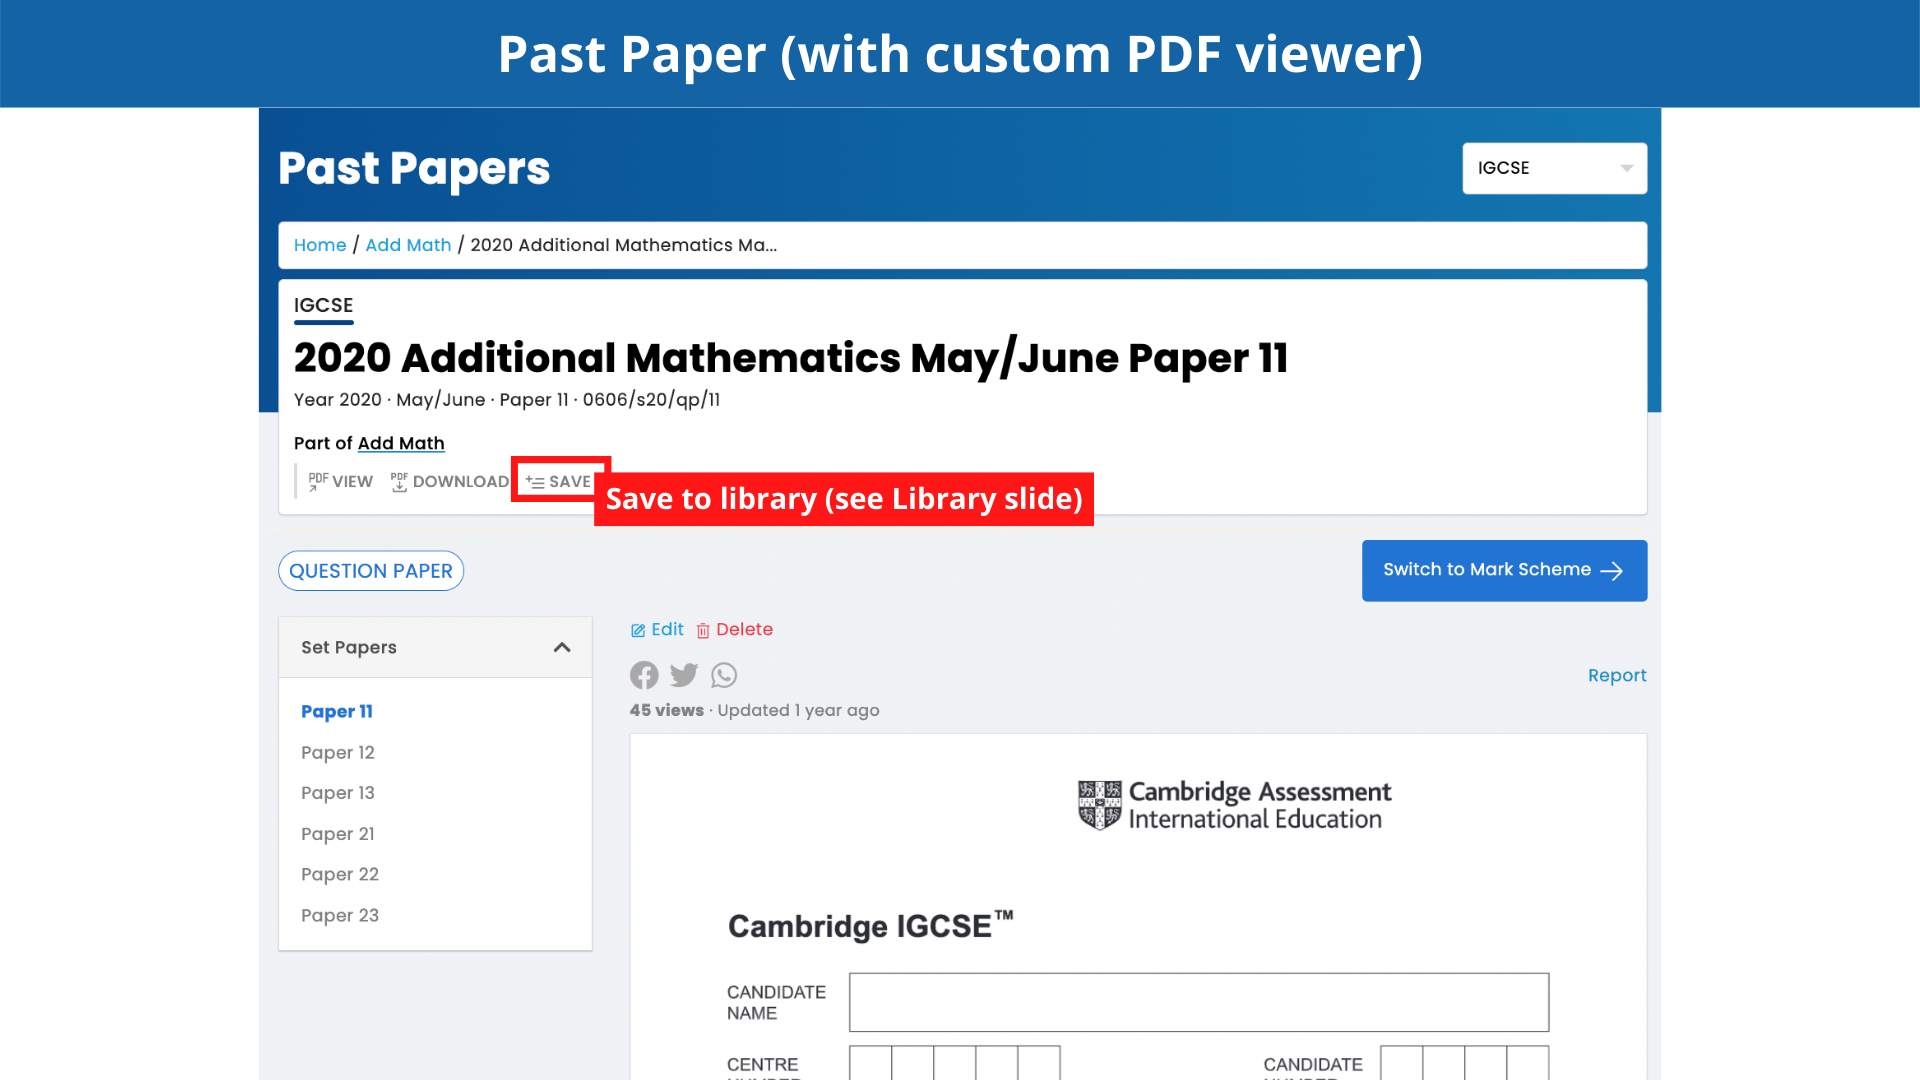 Past Paper (with custom PDF viewer)
Past Papers
IGCSE
Home / Add Math / 2020 Additional Mathematics Ma...
IGCSE
2020 Additional Mathematics May/June Paper 11
Year 2020 · May/June · Paper 11 · 0606/s20/qp/11
Part of Add Math
PDF VIEW PDF DOWNLOAD SAVE
Save to library (see Library slide)
QUESTION PAPER
Switch to Mark Scheme
Set Papers
Paper 11
Paper 12
Paper 13
Paper 21
Paper 22
Paper 23
Edit Delete
Report
45 views · Updated 1 year ago
Cambridge Assessment
International Education
Cambridge IGCSE™
CANDIDATE
NAME
CENTRE
CANDIDATE